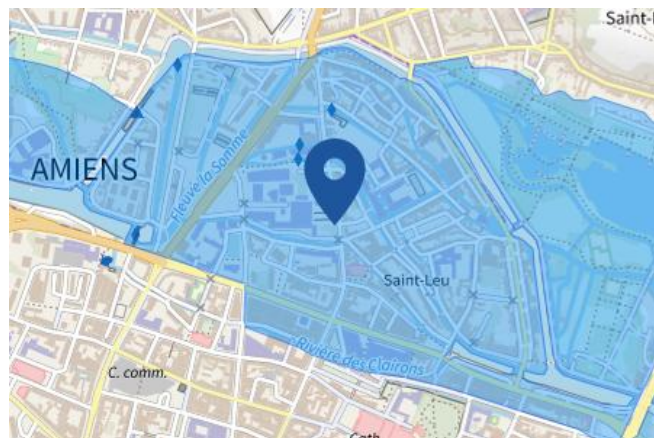 Saint-
AMIENS
Fleuve la Somme
Saint-Leu
Rivière des Clairons
C. comm.
Cath